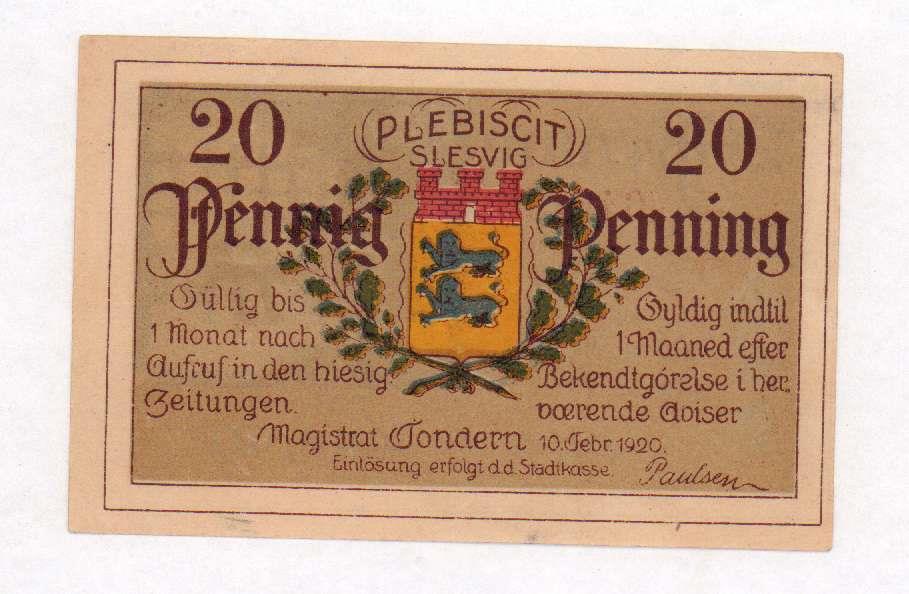 20
PLEBISCIT
SLESVIG
20
Pfennig
Penning
Gültig bis
1 Monat nach
Aufruf in den hiesig
Zeitungen.
Gyldig indtil
1 Maaned efter
Bekendtgórelse i her
værende Aviser
Magistrat Tondern 10. Febr. 1920.
Einlösung erfolgt d.d. Stadtkasse.
Paulsen